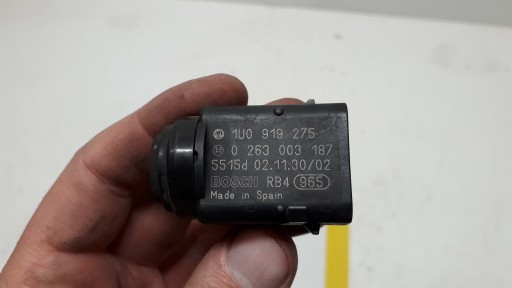 1U0 919 275
0 263 003 187
5515d 02.11.30/02
BOSCH RB4 965
Made in Spain